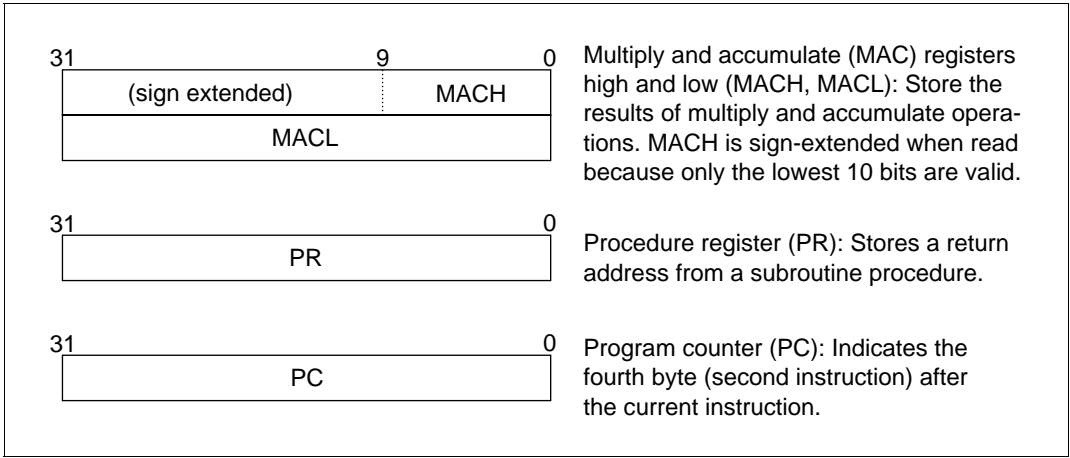 31 9 0
(sign extended) MACH
MACL
Multiply and accumulate (MAC) registers
high and low (MACH, MACL): Store the
results of multiply and accumulate opera-
tions. MACH is sign-extended when read
because only the lowest 10 bits are valid.
31 0
PR
Procedure register (PR): Stores a return
address from a subroutine procedure.
31 0
PC
Program counter (PC): Indicates the
fourth byte (second instruction) after
the current instruction.